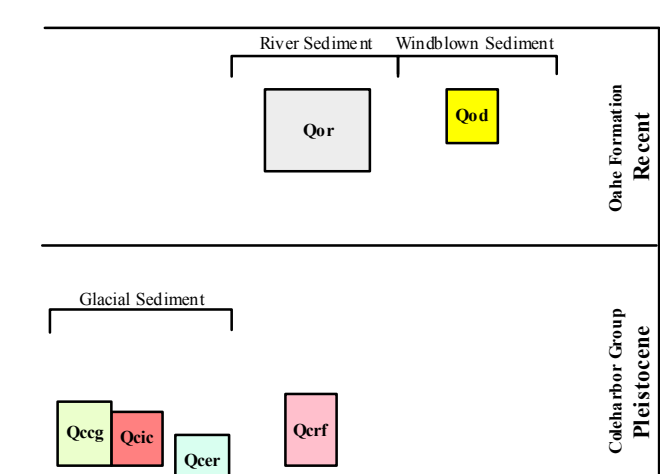 River Sediment Windblown Sediment
Qor
Qod
Oahe Formation
Recent
Glacial Sediment
Qccg
Qcic
Qcer
Qcrf
Coleharbor Group
Pleistocene